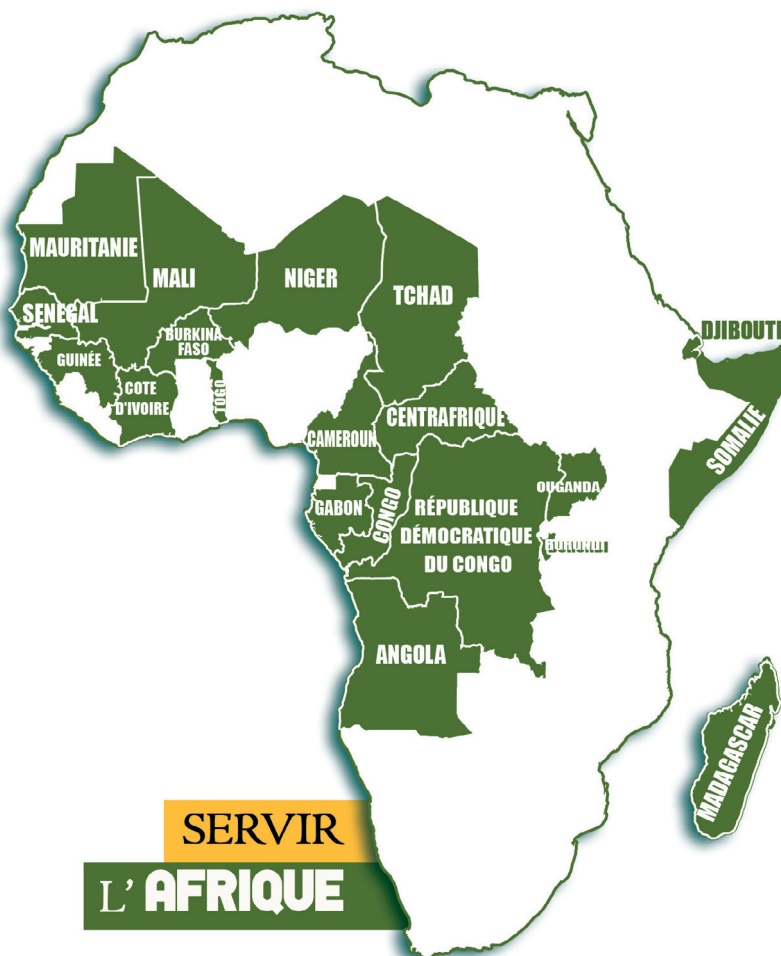 MAURITANIE
MALI
NIGER
TCHAD
SENEGAL
BURKINA
FASO
DJIBOUTI
GUINÉE
COTE
D'IVOIRE
TOGO
CENTRAFRIQUE
SOMALIE
CAMEROUN
GABON
CONGO
OUGANDA
RÉPUBLIQUE
DÉMOCRATIQUE
DU CONGO
BURUNDI
ANGOLA
MADAGASCAR
SERVIR
L' AFRIQUE